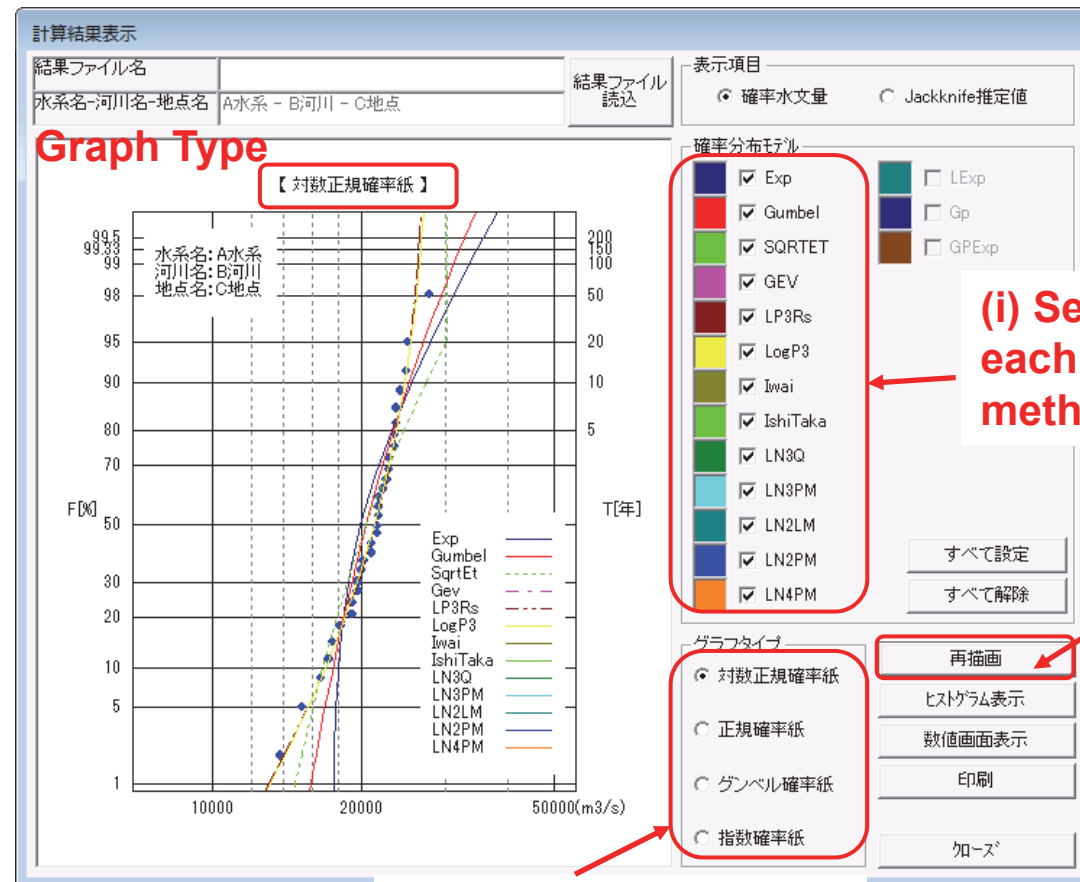 計算結果表示
結果ファイル名
結果ファイル
読込
水系名-河川名-地点名
A水系 - B河川 - C地点
表示項目
確率水文量
Jackknife推定値
Graph Type
【 対数正規確率紙 】
99.5
99.33
99
98
95
90
80
70
F[%]
50
30
20
10
5
1
水系名:A水系
河川名:B河川
地点名:C地点
200
150
100
50
20
10
5
T[年]
Exp
Gumbel
SqrtEt
Gev
LP3Rs
LogP3
Iwai
IshiTaka
LN3Q
LN3PM
LN2LM
LN2PM
LN4PM
10000
20000
50000(m3/s)
確率分布モデル
Exp
Gumbel
SQRTET
GEV
LP3Rs
LogP3
Iwai
IshiTaka
LN3Q
LN3PM
LN2LM
LN2PM
LN4PM
LExp
Gp
GPExp
(i) Se
each
meth
すべて設定
すべて解除
グラフタイプ
対数正規確率紙
正規確率紙
グンベル確率紙
指数確率紙
再描画
ヒストグラム表示
数値画面表示
印刷
クローズ